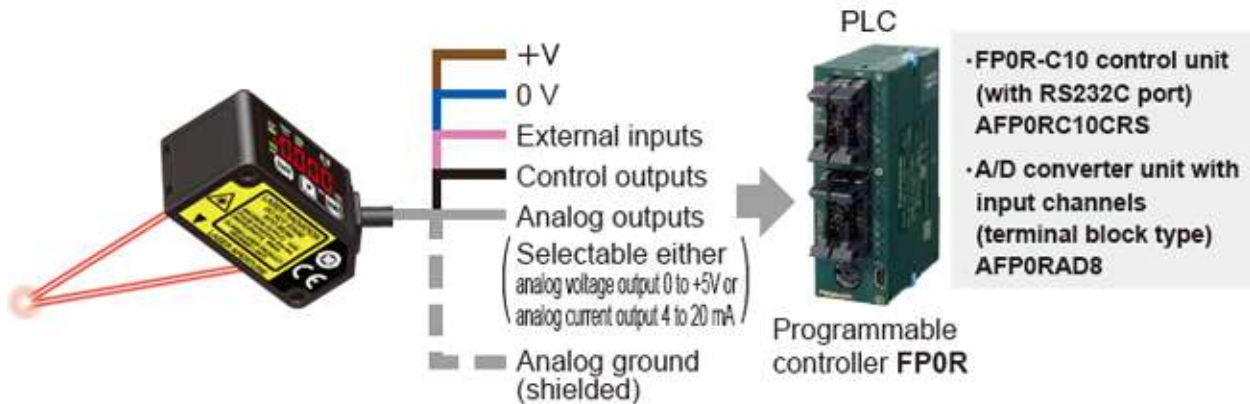 +V
0 V
External inputs
Control outputs
Analog outputs
(Selectable either
analog voltage output 0 to +5V or
analog current output 4 to 20 mA)
Analog ground
(shielded)
PLC
Programmable
controller FP0R
・FP0R-C10 control unit
(with RS232C port)
AFP0RC10CRS
・A/D converter unit with
input channels
(terminal block type)
AFP0RAD8
CE